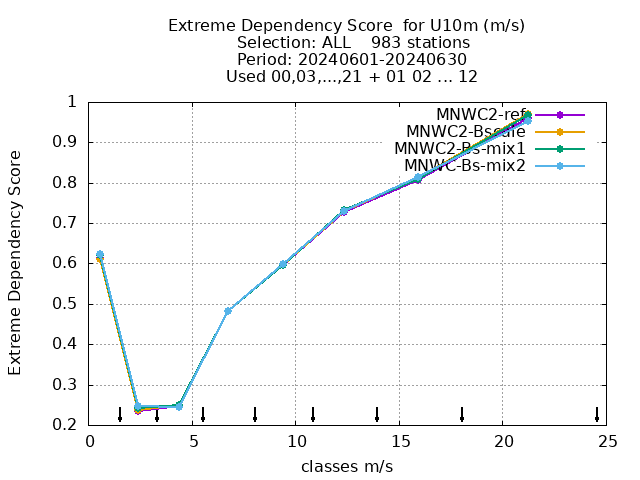 Extreme Dependency Score for U10m (m/s)
Selection: ALL 983 stations
Period: 20240601-20240630
Used 00,03,...,21 + 01 02 ... 12
MNWC2-ref
MNWC2-Bscale
MNWC2-Bs-mix1
MNWC-Bs-mix2
Extreme Dependency Score
1
0.9
0.8
0.7
0.6
0.5
0.4
0.3
0.2
0 5 10 15 20 25
classes m/s